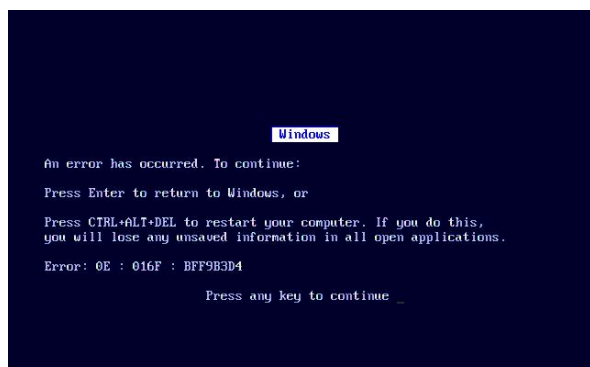 Windows
An error has occurred. To continue:
Press Enter to return to Windows, or
Press CTRL+ALT+DEL to restart your computer. If you do this,
you will lose any unsaved information in all open applications.
Error: 0E : 016F : BFF9B3D4
Press any key to continue _